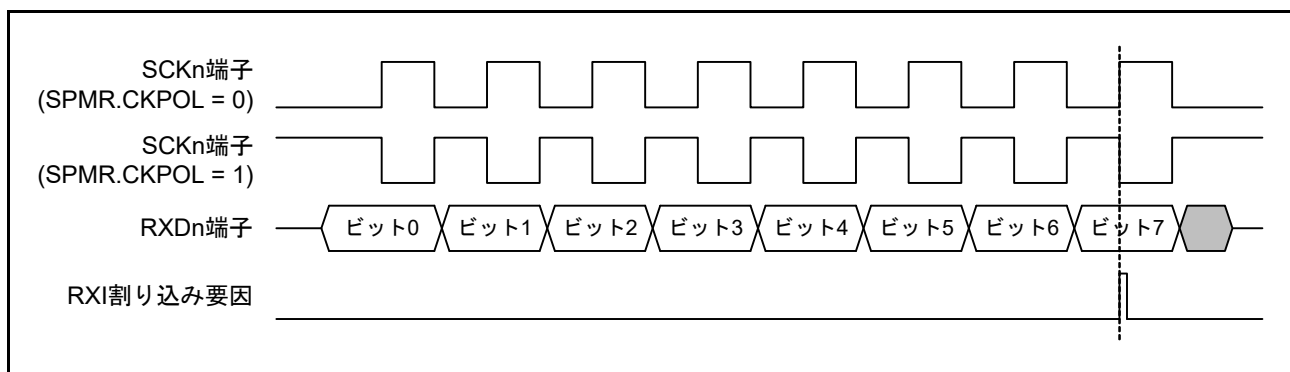 SCKn端子
(SPMR.CKPOL = 0)
SCKn端子
(SPMR.CKPOL = 1)
RXDn端子
ビット0 ビット1 ビット2 ビット3 ビット4 ビット5 ビット6 ビット7
RXI割り込み要因